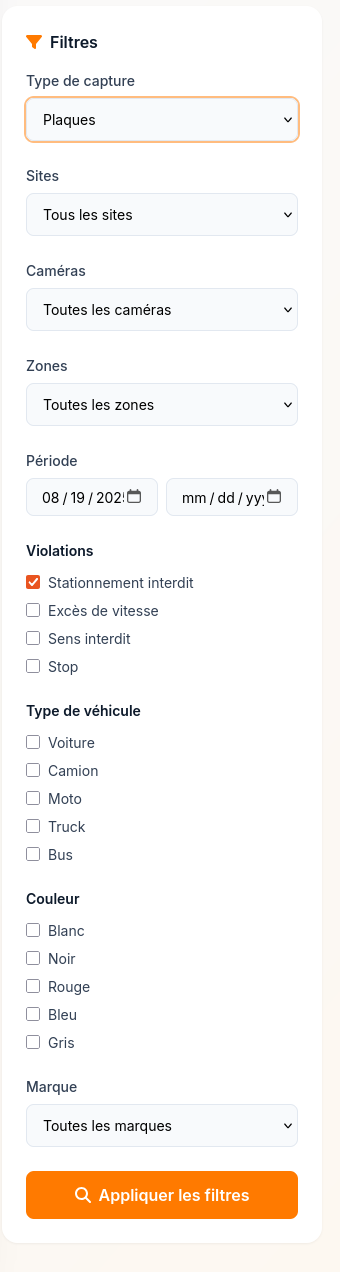 Filtres
Type de capture
Plaques
Sites
Tous les sites
Caméras
Toutes les caméras
Zones
Toutes les zones
Période
08 / 19 / 202 mm / dd / yy
Violations
Stationnement interdit
Excès de vitesse
Sens interdit
Stop
Type de véhicule
Voiture
Camion
Moto
Truck
Bus
Couleur
Blanc
Noir
Rouge
Bleu
Gris
Marque
Toutes les marques
Appliquer les filtres